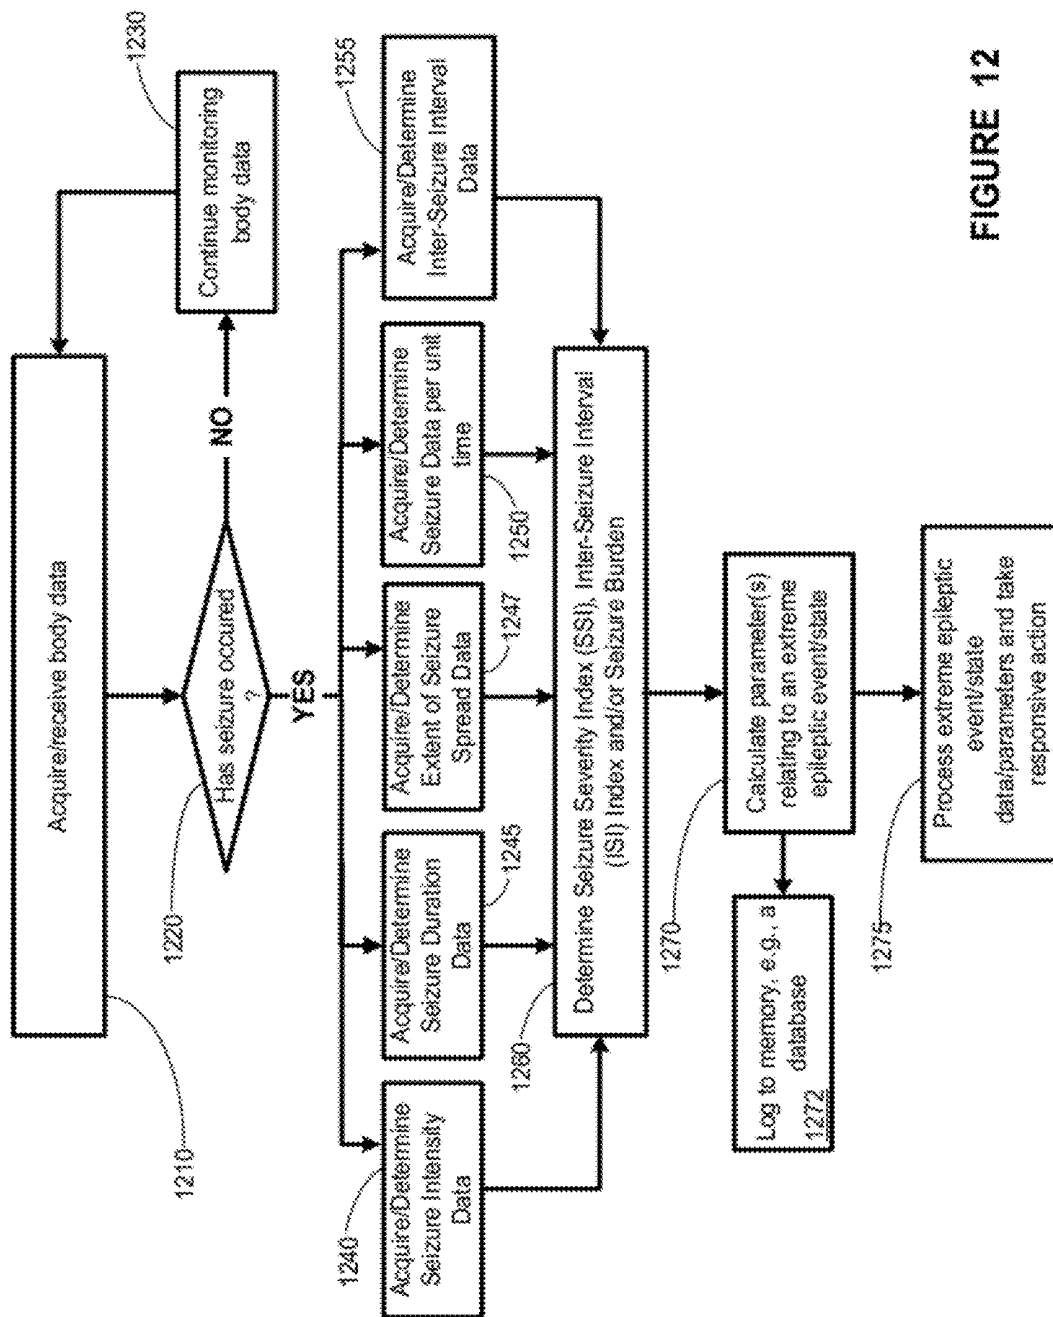 Acquire/receive body data
1210
1220
Has seizure occured
?
NO
Continue monitoring
body data
1230
YES
1240
Acquire/Determine
Seizure Intensity
Data
Acquire/Determine
Seizure Duration
Data
1245
Acquire/Determine
Extent of Seizure
Spread Data
1247
Acquire/Determine
Seizure Data per unit
time
1250
Acquire/Determine
Inter-Seizure Interval
Data
1255
1260
Determine Seizure Severity Index (SSI), Inter-Seizure Interval
(ISI) Index and/or Seizure Burden
1270
Calculate parameter(s)
relating to an extreme
epileptic event/state
Log to memory, e.g., a
database
1272
1275
Process extreme epileptic
event/state
data/parameters and take
responsive action
FIGURE 12